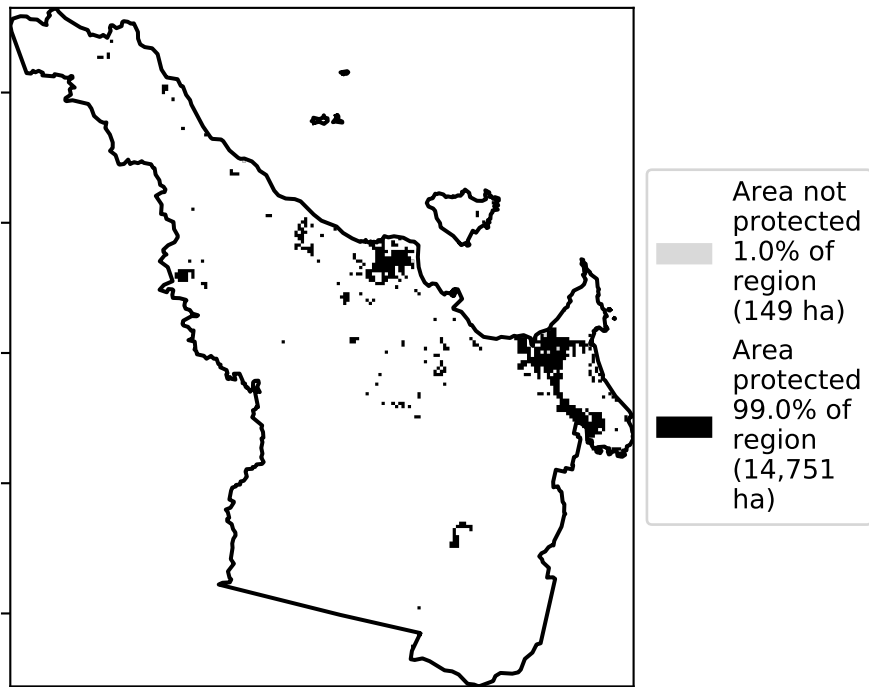 Area not
protected
1.0% of
region
(149 ha)
Area
protected
99.0% of
region
(14,751
ha)